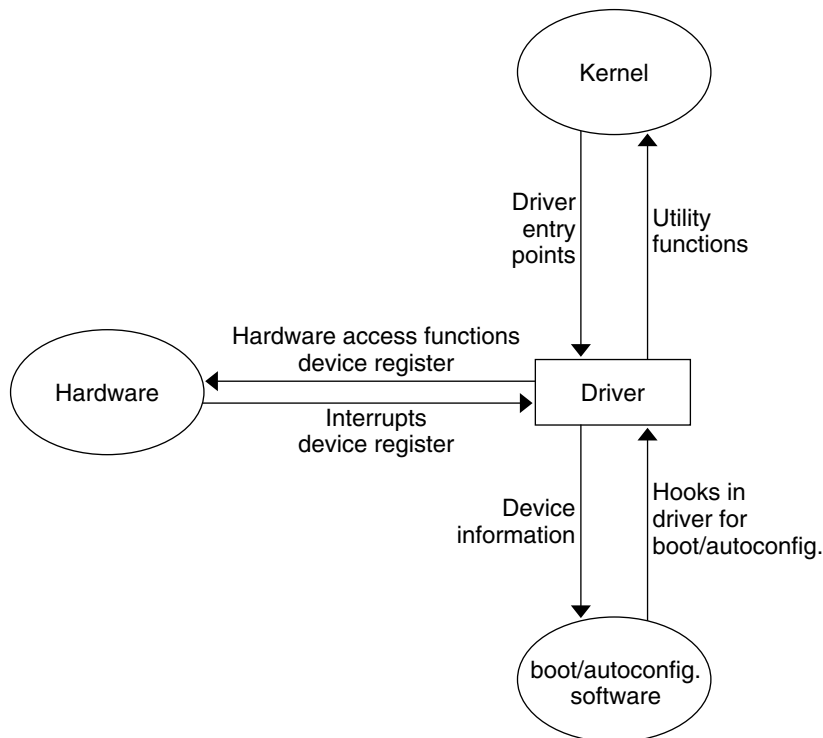 Kernel
Driver
entry
points
Utility
functions
Hardware access functions
device register
Hardware
Driver
Interrupts
device register
Device
information
Hooks in
driver for
boot/autoconfig.
boot/autoconfig.
software